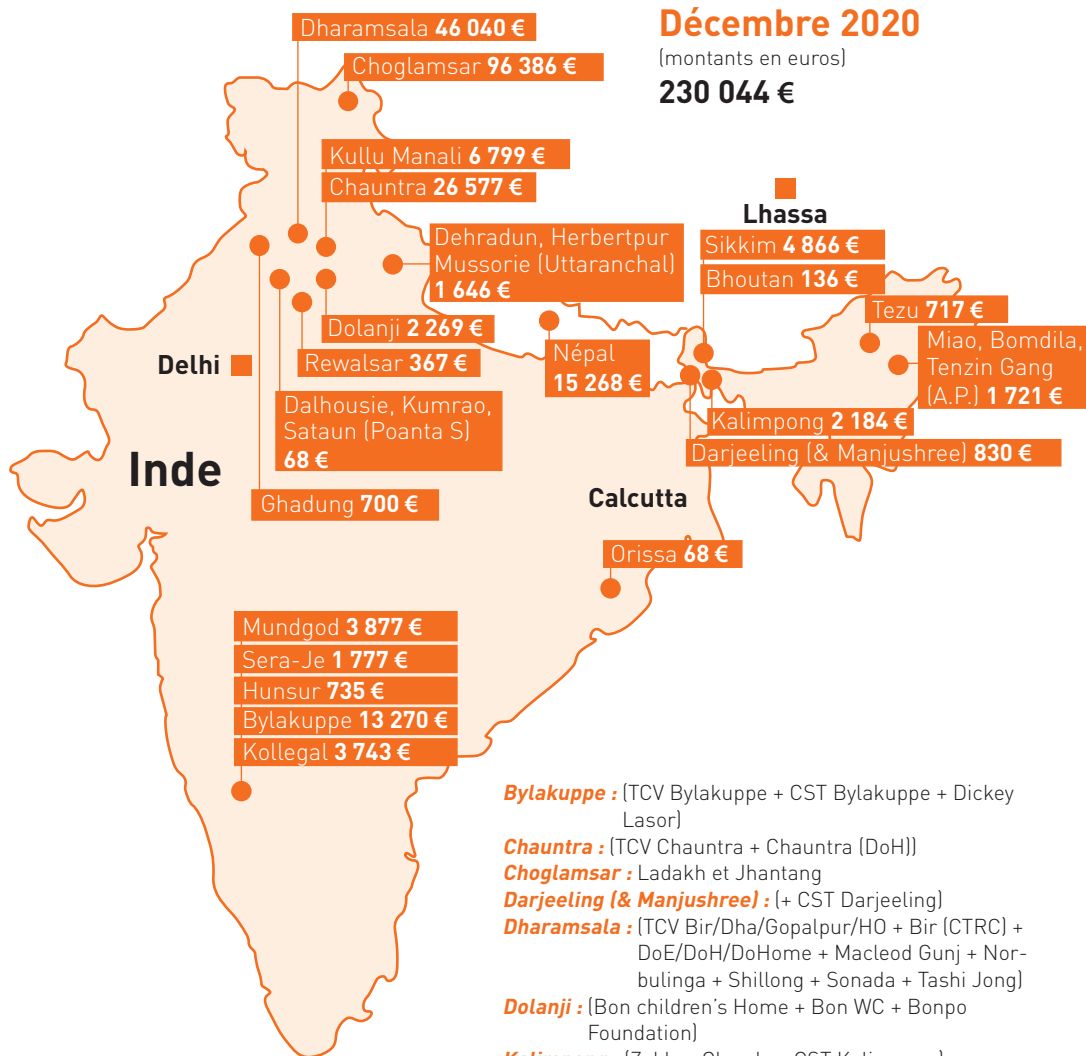 Décembre 2020
(montants en euros)
230 044 €
Dharamsala 46 040 €
Choglamsar 96 386 €
Kullu Manali 6 799 €
Chauntra 26 577 €
Lhassa
Dehradun, Herbertpur
Mussorie (Uttaranchal)
1 646 €
Sikkim 4 866 €
Bhoutan 136 €
Tezu 717 €
Miao, Bomdila,
Tenzin Gang
(A.P.) 1 721 €
Dolanji 2 269 €
Rewalsar 367 €
Népal
15 268 €
Delhi
Dalhousie, Kumrao,
Sataun (Poanta S)
68 €
Kalimpong 2 184 €
Darjeeling (& Manjushree) 830 €
Inde
Ghadung 700 €
Calcutta
Orissa 68 €
Mundgod 3 877 €
Sera-Je 1 777 €
Hunsur 735 €
Bylakuppe 13 270 €
Kollegal 3 743 €
Bylakuppe : (TCV Bylakuppe + CST Bylakuppe + Dickey
Lasor)
Chauntra : (TCV Chauntra + Chauntra (DoH))
Choglamsar : Ladakh et Jhantang
Darjeeling (& Manjushree) : (+ CST Darjeeling)
Dharamsala : (TCV Bir/Dha/Gopalpur/HO + Bir (CTRC) +
DoE/DoH/DoHome + Macleod Gunj + Nor-
bulinga + Shillong + Sonada + Tashi Jong)
Dolanji : (Bon children's Home + Bon WC + Bonpo
Foundation)